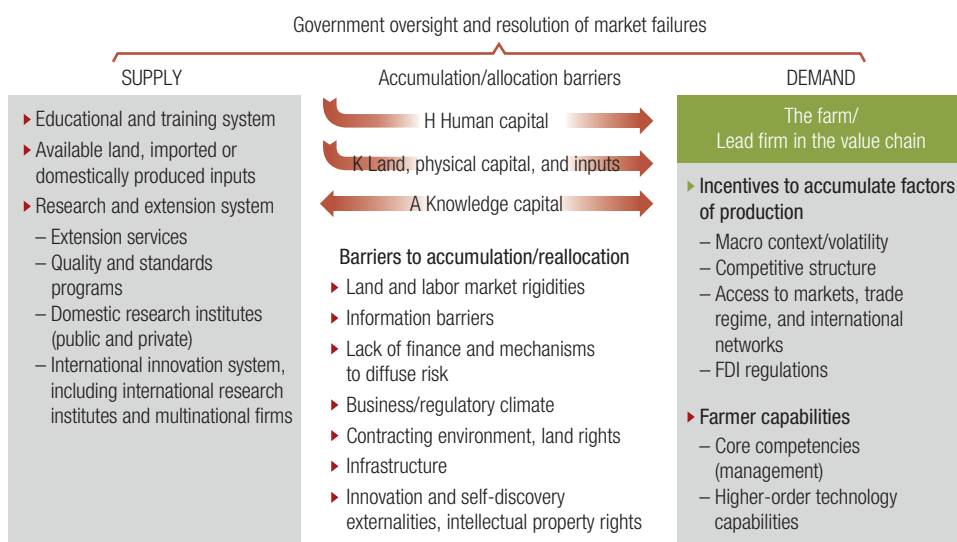 Government oversight and resolution of market failures
SUPPLY
Educational and training system
Available land, imported or
domestically produced inputs
Research and extension system
– Extension services
– Quality and standards
programs
– Domestic research institutes
(public and private)
– International innovation system,
including international research
institutes and multinational firms
Accumulation/allocation barriers
H Human capital
K Land, physical capital, and inputs
A Knowledge capital
Barriers to accumulation/reallocation
Land and labor market rigidities
Information barriers
Lack of finance and mechanisms
to diffuse risk
Business/regulatory climate
Contracting environment, land rights
Infrastructure
Innovation and self-discovery
externalities, intellectual property rights
DEMAND
The farm/
Lead firm in the value chain
Incentives to accumulate factors
of production
– Macro context/volatility
– Competitive structure
– Access to markets, trade
regime, and international
networks
– FDI regulations
Farmer capabilities
– Core competencies
(management)
– Higher-order technology
capabilities